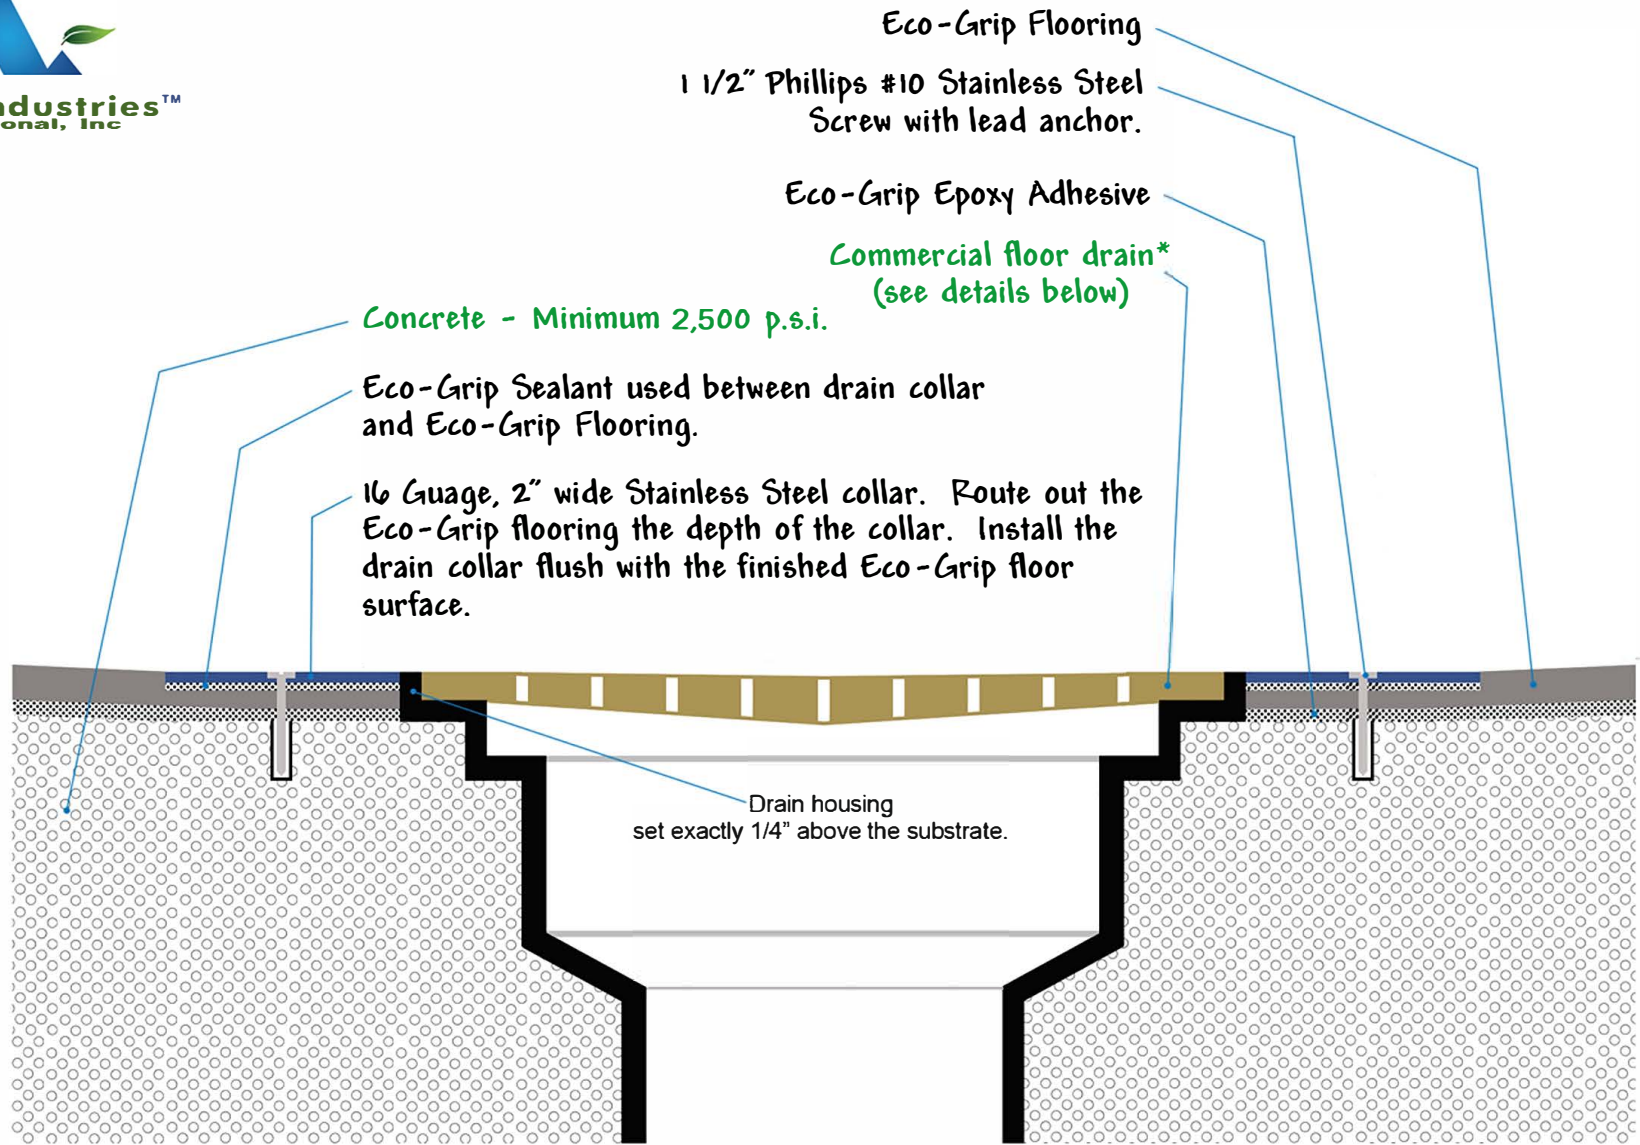 ndustries™
onal, Inc
Eco-Grip Flooring
1 1/2" Phillips #10 Stainless Steel
Screw with lead anchor.
Eco-Grip Epoxy Adhesive
Commercial floor drain*
(see details below)
Concrete - Minimum 2,500 p.s.i.
Eco-Grip Sealant used between drain collar
and Eco-Grip Flooring.
16 Guage, 2" wide Stainless Steel collar. Route out the
Eco-Grip flooring the depth of the collar. Install the
drain collar flush with the finished Eco-Grip floor
surface.
Drain housing
set exactly 1/4" above the substrate.